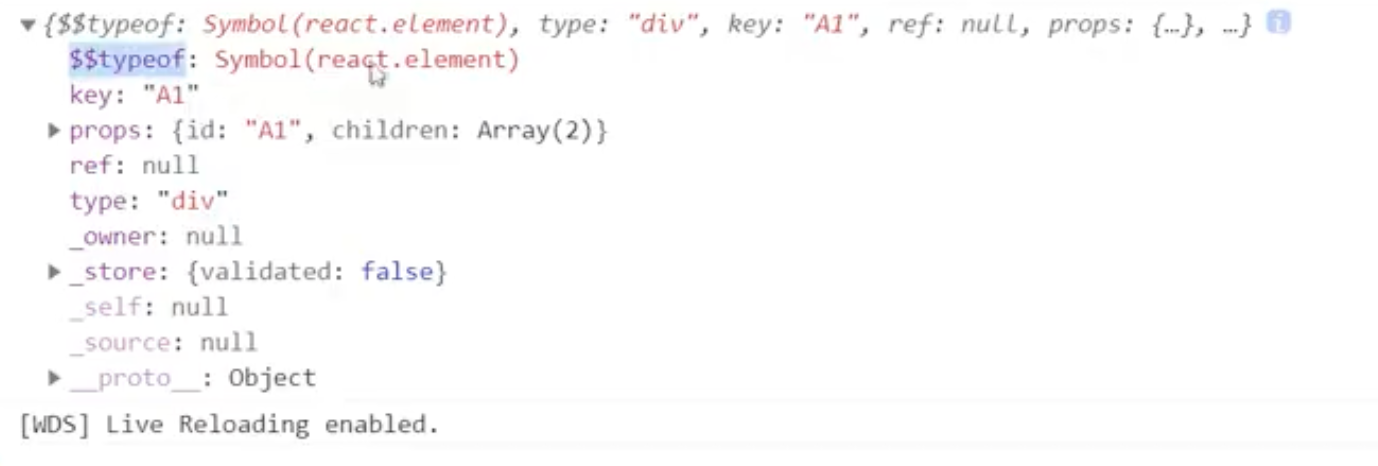 ▼{$$typeof: Symbol(react.element), type: "div", key: "A1", ref: null, props: {…}, …} i
$$typeof: Symbol(react.element)
key: "A1"
▶props: {id: "A1", children: Array(2)}
ref: null
type: "div"
_owner: null
▶_store: {validated: false}
_self: null
_source: null
▶__proto__: Object
[WDS] Live Reloading enabled.